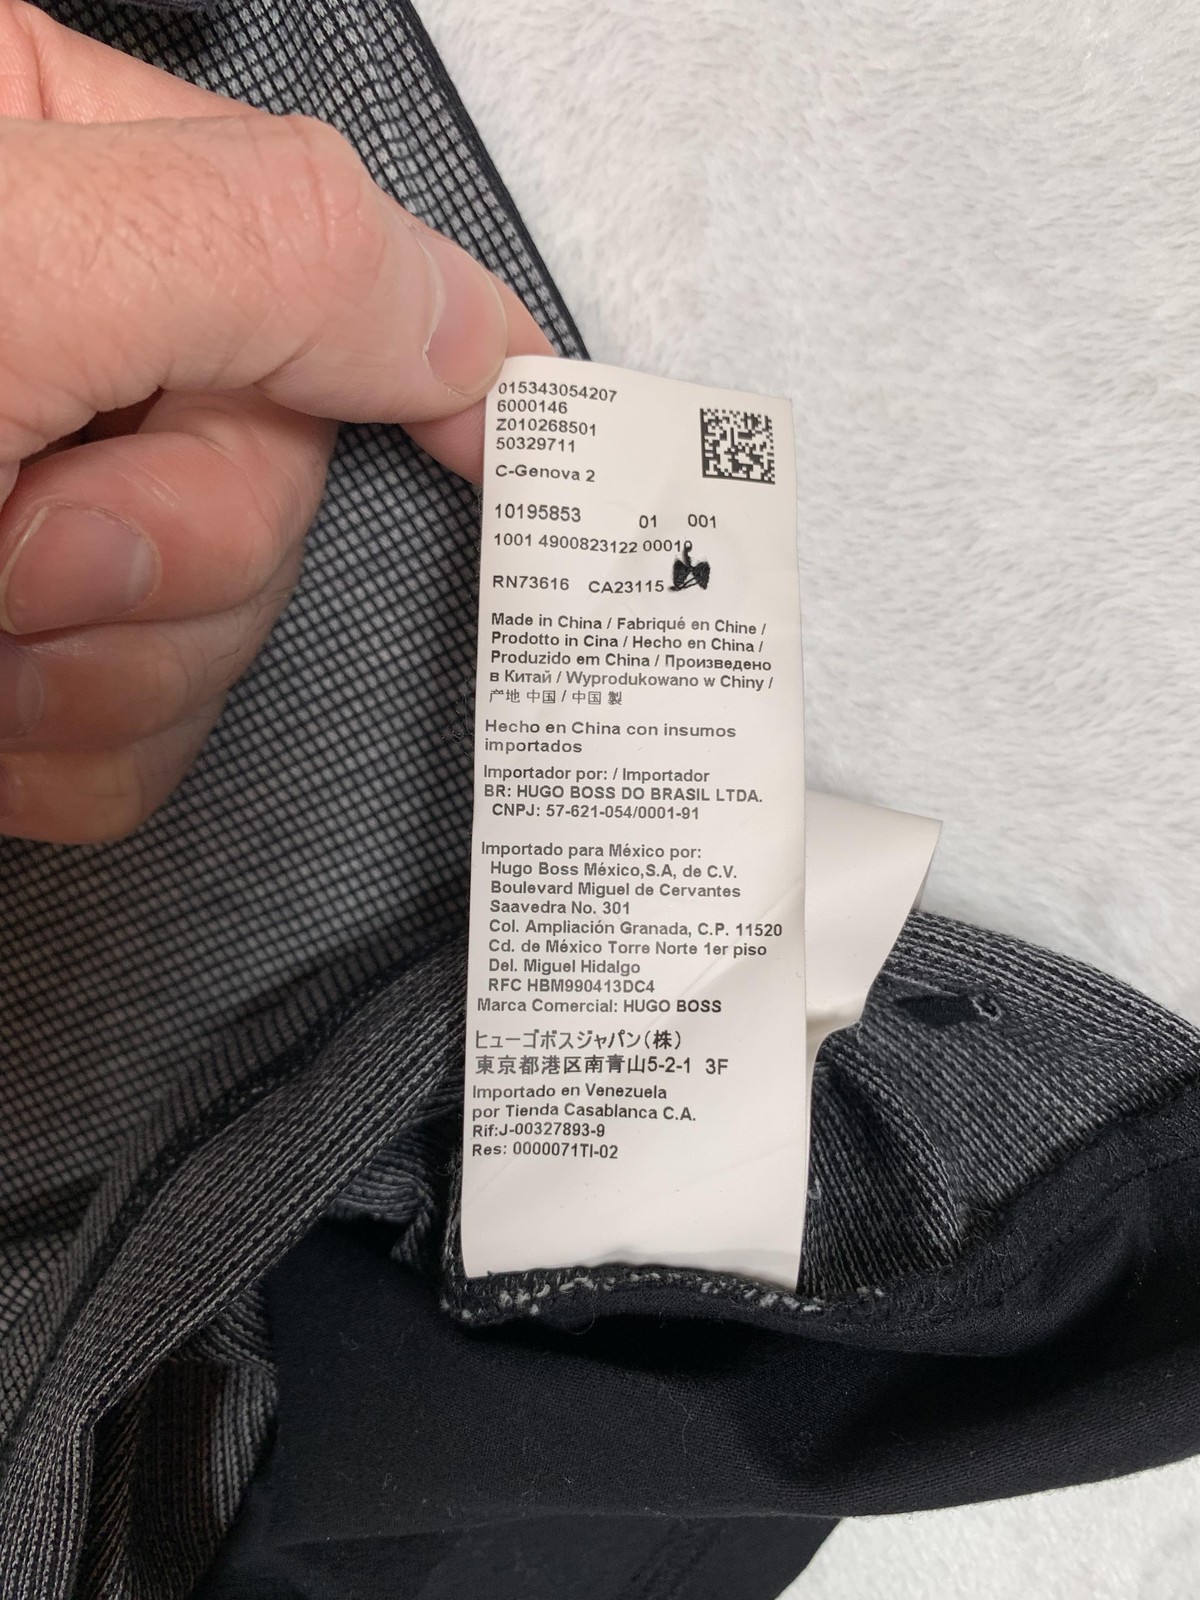 015343054207
6000146
Z010268501
50329711
C-Genova 2
10195853 01 001
1001 4900823122 00010
RN73616 CA23115
Made in China / Fabriqué en Chine /
Prodotto in Cina / Hecho en China /
Produzido em China / Произведено
в Китай / Wyprodukowano w Chiny /
产地 中国 / 中国 製
Hecho en China con insumos
importados
Importador por: / Importador
BR: HUGO BOSS DO BRASIL LTDA.
CNPJ: 57-621-054/0001-91
Importado para México por:
Hugo Boss México,S.A, de C.V.
Boulevard Miguel de Cervantes
Saavedra No. 301
Col. Ampliación Granada, C.P. 11520
Cd. de México Torre Norte 1er piso
Del. Miguel Hidalgo
RFC HBM990413DC4
Marca Comercial: HUGO BOSS
ヒューゴボスジャパン(株)
東京都港区南青山5-2-1 3F
Importado en Venezuela
por Tienda Casablanca C.A.
Rif:J-00327893-9
Res: 0000071TI-02